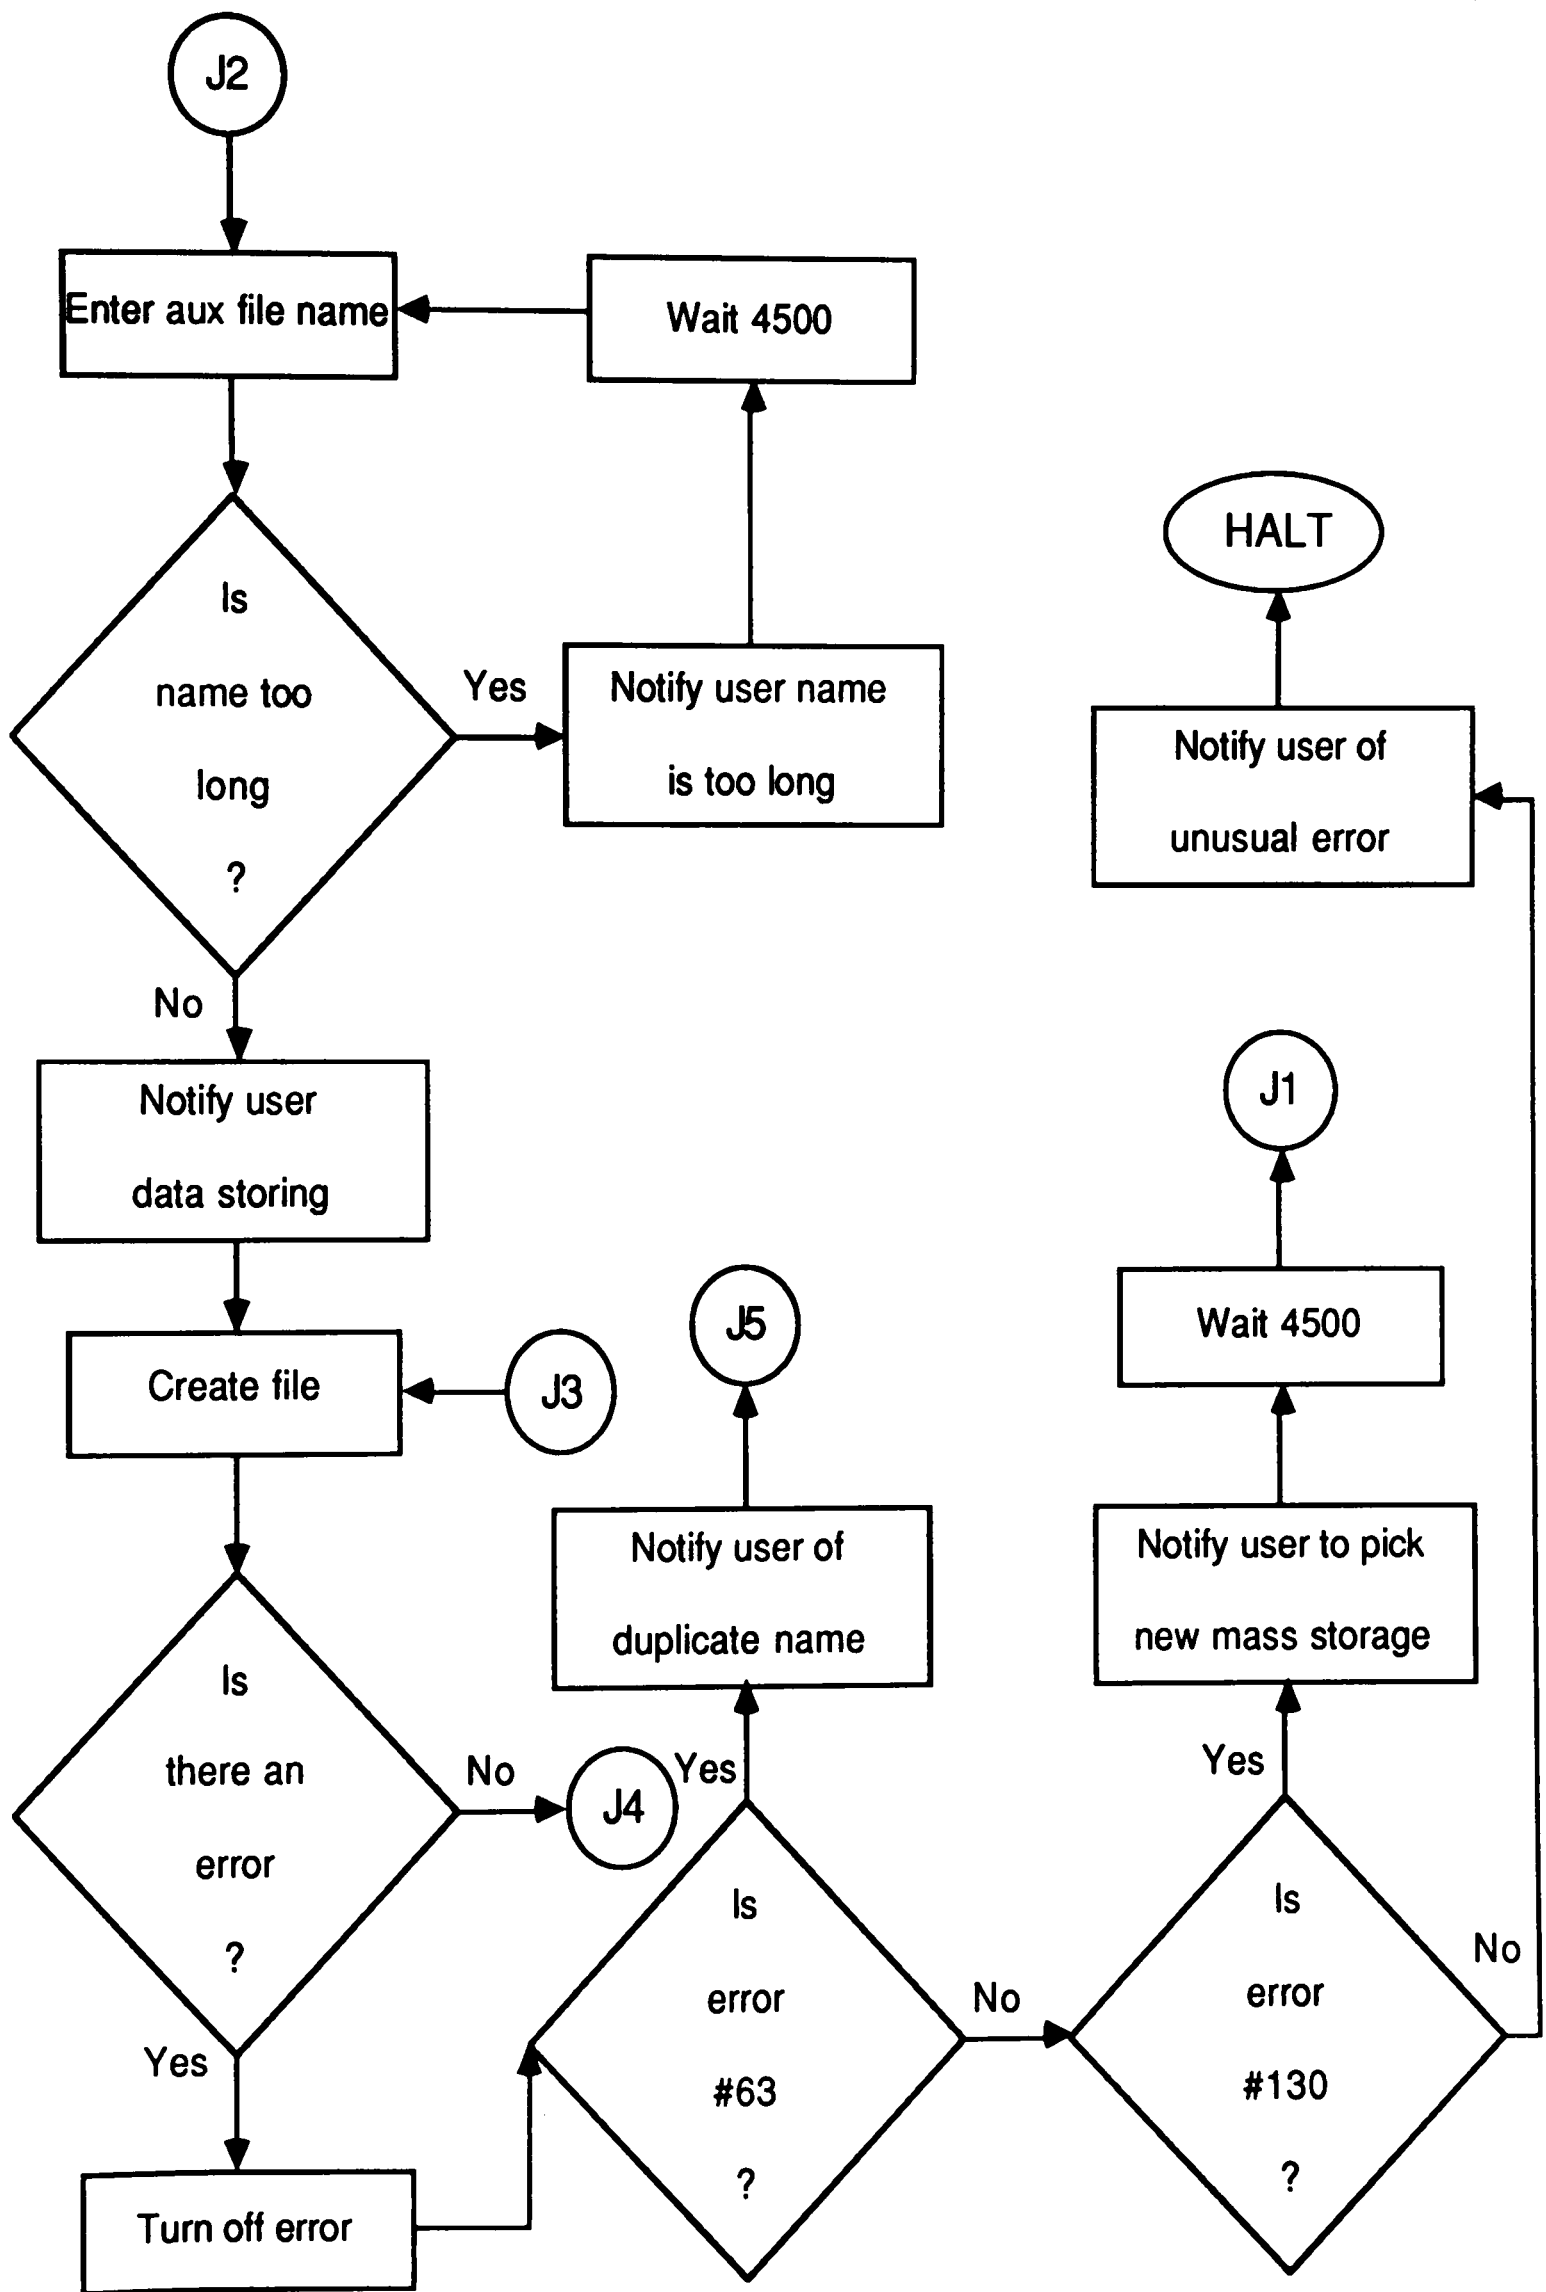 J2
Enter aux file name
Wait 4500
Is
name too
long
?
Yes
Notify user name
is too long
HALT
Notify user of
unusual error
No
Notify user
data storing
J1
Wait 4500
Create file
J3
J5
Notify user of
duplicate name
Notify user to pick
new mass storage
Is
there an
error
?
No
J4
Yes
Yes
Is
error
#63
?
No
Yes
Is
error
#130
?
No
Turn off error